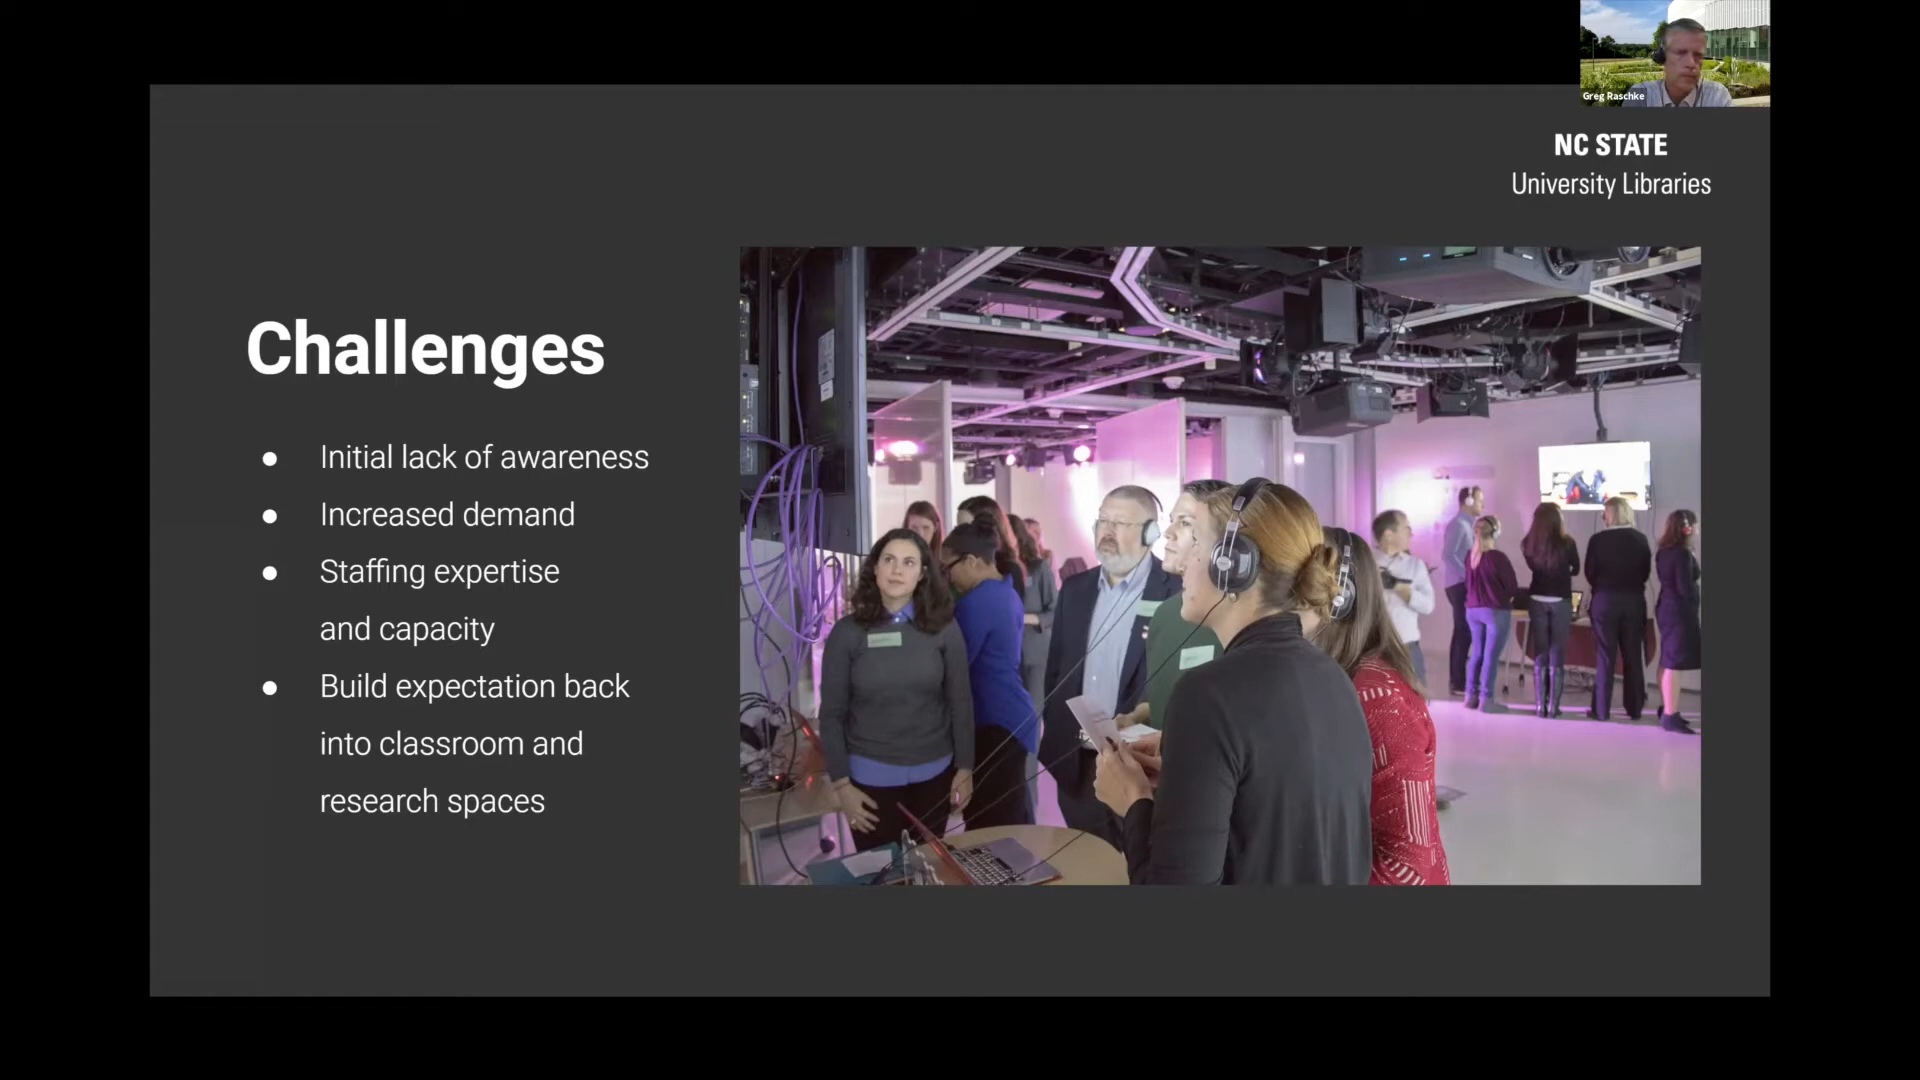 Greg Raschke
NC STATE
University Libraries
Challenges
● Initial lack of awareness
● Increased demand
● Staffing expertise
and capacity
● Build expectation back
into classroom and
research spaces